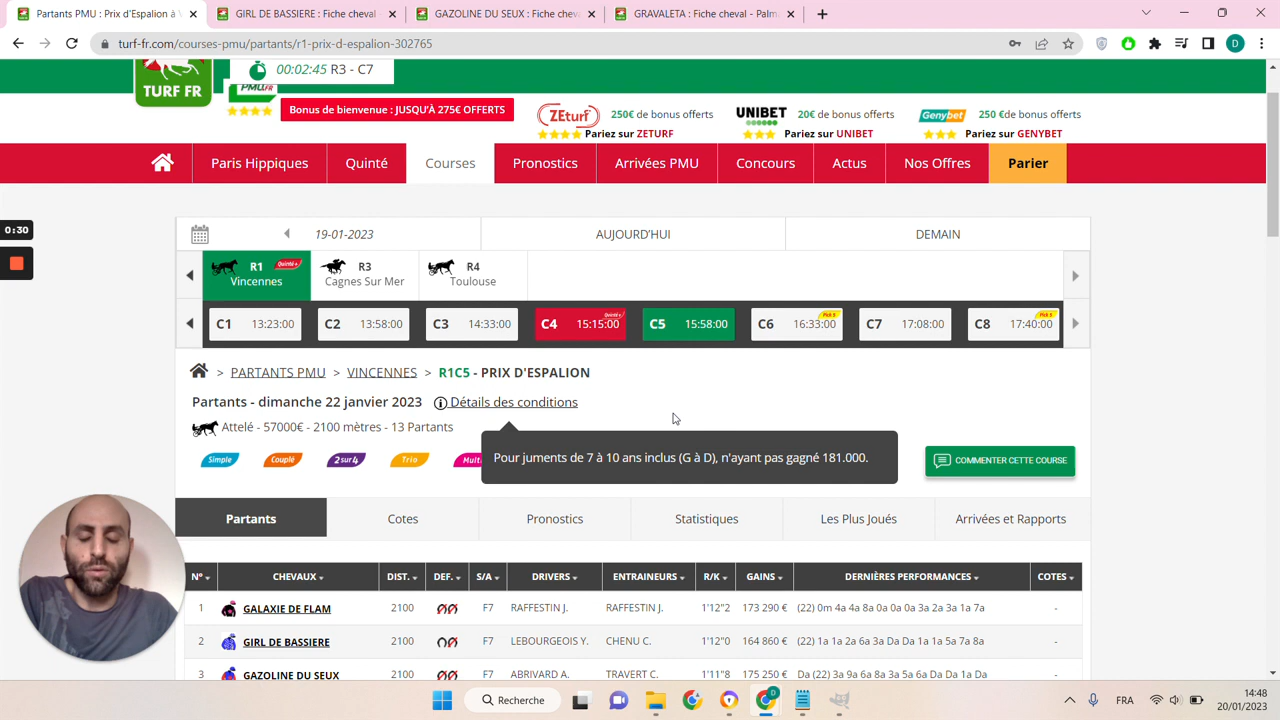 Partants PMU : Prix d'Espalion à V
GIRL DE BASSIERE : Fiche cheval -
GAZOLINE DU SEUX : Fiche chev
GRAVALETA : Fiche cheval - Palm
turf-fr.com/courses-pmu/partants/r1-prix-d-espalion-302765
D
TURF FR
00:02:45 R3 - C7
PMU.FR
Bonus de bienvenue : JUSQU'À 275€ OFFERTS
ZEturf
250€ de bonus offerts
Pariez sur ZETURF
UNIBET
20€ de bonus offerts
Pariez sur UNIBET
Genybet
250 €de bonus offerts
Pariez sur GENYBET
Paris Hippiques
Quinté
Courses
Pronostics
Arrivées PMU
Concours
Actus
Nos Offres
Parier
0:30
19-01-2023
AUJOURD'HUI
DEMAIN
R1 Quinté+
Vincennes
R3
Cagnes Sur Mer
R4
Toulouse
C1 13:23:00
C2 13:58:00
C3 14:33:00
C4 15:15:00 Quinté+
C5 15:58:00
C6 16:33:00 Pick 5
C7 17:08:00
C8 17:40:00 Pick 5
> PARTANTS PMU > VINCENNES > R1C5 - PRIX D'ESPALION
Partants - dimanche 22 janvier 2023 Détails des conditions
Attelé - 57000€ - 2100 mètres - 13 Partants
Pour juments de 7 à 10 ans inclus (G à D), n'ayant pas gagné 181.000.
Simple
Couplé
2sur4
Trio
Mult
COMMENTER CETTE COURSE
Partants
Cotes
Pronostics
Statistiques
Les Plus Joués
Arrivées et Rapports
N° CHEVAUX DIST. DEF. S/A DRIVERS ENTRAINEURS R/K GAINS DERNIÈRES PERFORMANCES COTES
1 GALAXIE DE FLAM 2100 F7 RAFFESTIN J. RAFFESTIN J. 1'12"2 173 290 € (22) 0m 4a 4a 8a 0a 0a 0a 3a 2a 3a 1a 7a -
2 GIRL DE BASSIERE 2100 F7 LEBOURGEOIS Y. CHENU C. 1'12"0 164 860 € (22) 1a 1a 2a 6a 3a Da Da 1a 1a 5a 7a 8a -
3 GAZOLINE DU SEUX 2100 F7 ABRIVARD A. TRAVERT C. 1'11"8 175 250 € Da (22) 3a 9a 6a 8a 3a 5a 6a Da Da 1a Da -
Recherche
D
FRA
14:48
20/01/2023